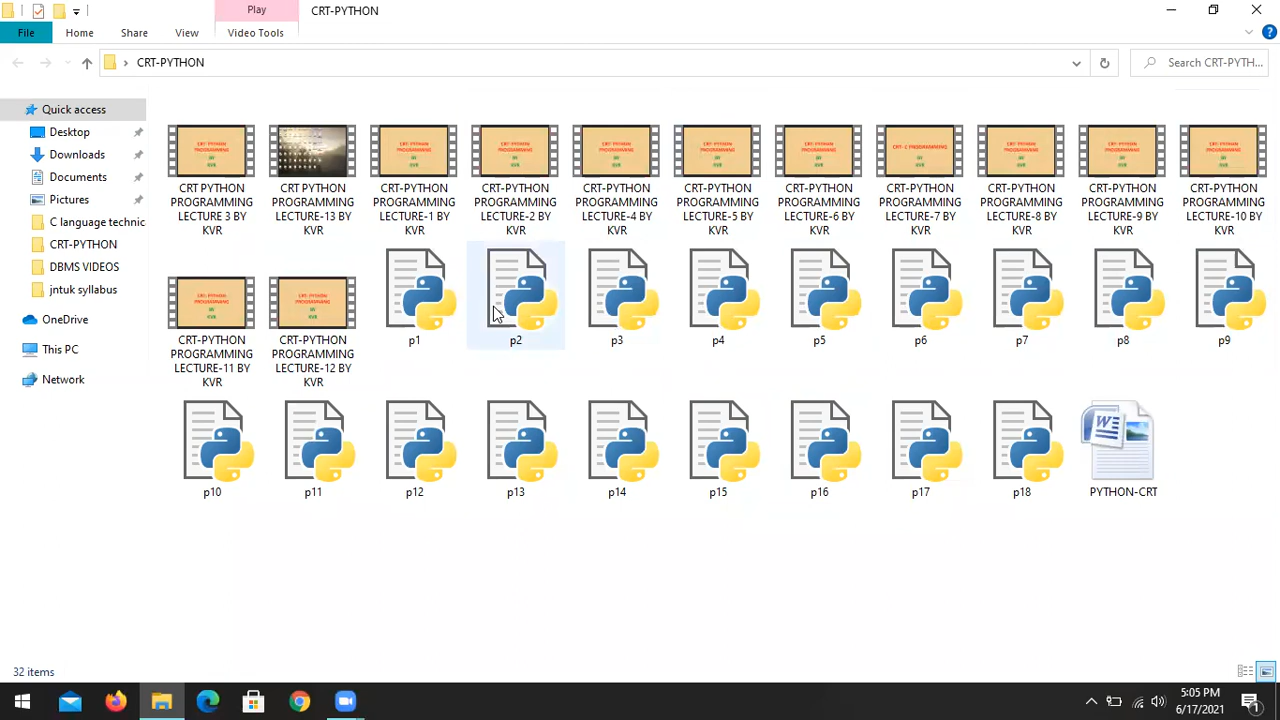 Play
CRT-PYTHON
File
Home
Share
View
Video Tools
CRT-PYTHON
Search CRT-PYTH...
Quick access
Desktop
Downloads
Documents
Pictures
C language technic
CRT-PYTHON
DBMS VIDEOS
jntuk syllabus
OneDrive
This PC
Network
CRT PYTHON
PROGRAMMING
LECTURE 3 BY
KVR
CRT PYTHON
PROGRAMMING
LECTURE-13 BY
KVR
CRT-PYTHON
PROGRAMMING
LECTURE-1 BY
KVR
CRT-PYTHON
PROGRAMMING
LECTURE-2 BY
KVR
CRT-PYTHON
PROGRAMMING
LECTURE-4 BY
KVR
CRT-PYTHON
PROGRAMMING
LECTURE-5 BY
KVR
CRT-PYTHON
PROGRAMMING
LECTURE-6 BY
KVR
CRT-PYTHON
PROGRAMMING
LECTURE-7 BY
KVR
CRT-PYTHON
PROGRAMMING
LECTURE-8 BY
KVR
CRT-PYTHON
PROGRAMMING
LECTURE-9 BY
KVR
CRT-PYTHON
PROGRAMMING
LECTURE-10 BY
KVR
CRT-PYTHON
PROGRAMMING
LECTURE-11 BY
KVR
CRT-PYTHON
PROGRAMMING
LECTURE-12 BY
KVR
p1
p2
p3
p4
p5
p6
p7
p8
p9
p10
p11
p12
p13
p14
p15
p16
p17
p18
PYTHON-CRT
32 items
5:05 PM
6/17/2021